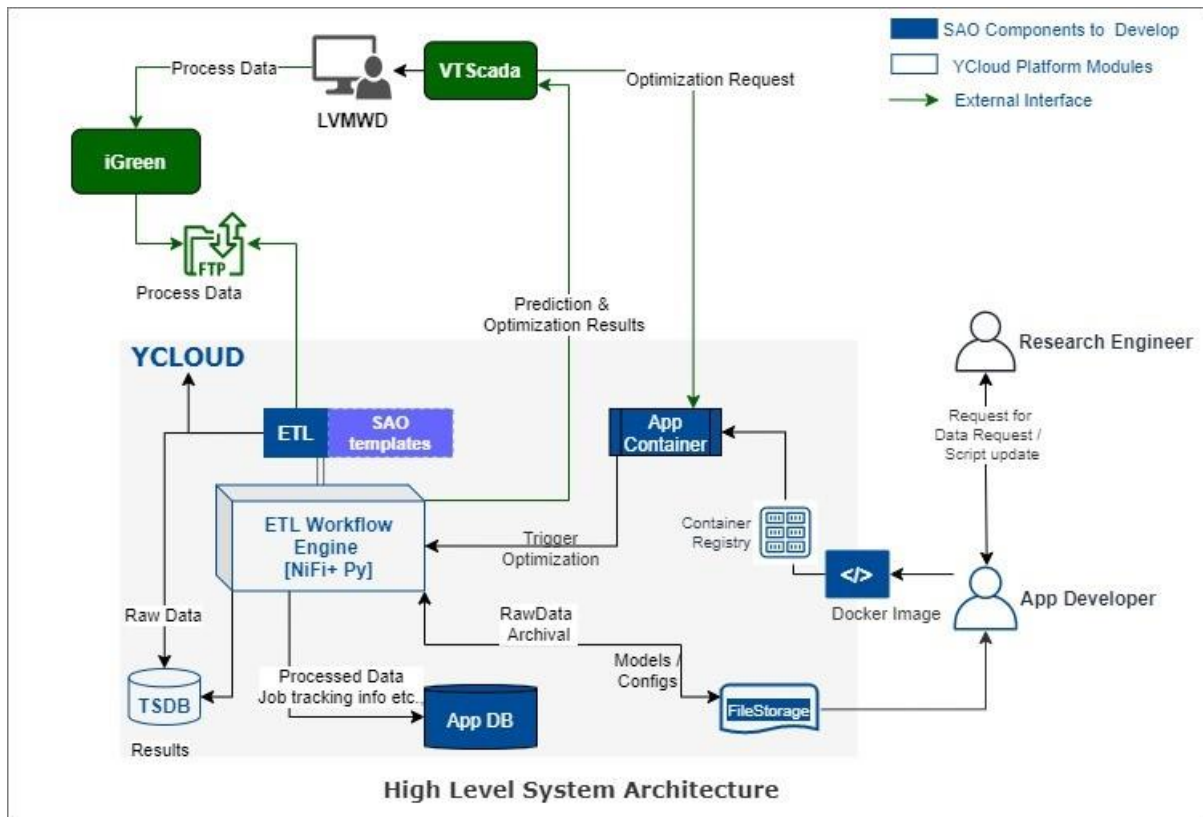 SAO Components to Develop
YCloud Platform Modules
External Interface
Process Data
VTScada
Optimization Request
LVMWD
iGreen
FTP
Process Data
Prediction &
Optimization Results
YCLOUD
ETL
SAO
templates
App
Container
Research Engineer
Request for
Data Request /
Script update
ETL Workflow
Engine
[NiFi+ Py]
Trigger
Optimization
Container
Registry
</>
Docker Image
App Developer
Raw Data
RawData
Archival
Models /
Configs
Processed Data
Job tracking info etc.,
TSDB
Results
App DB
FileStorage
High Level System Architecture